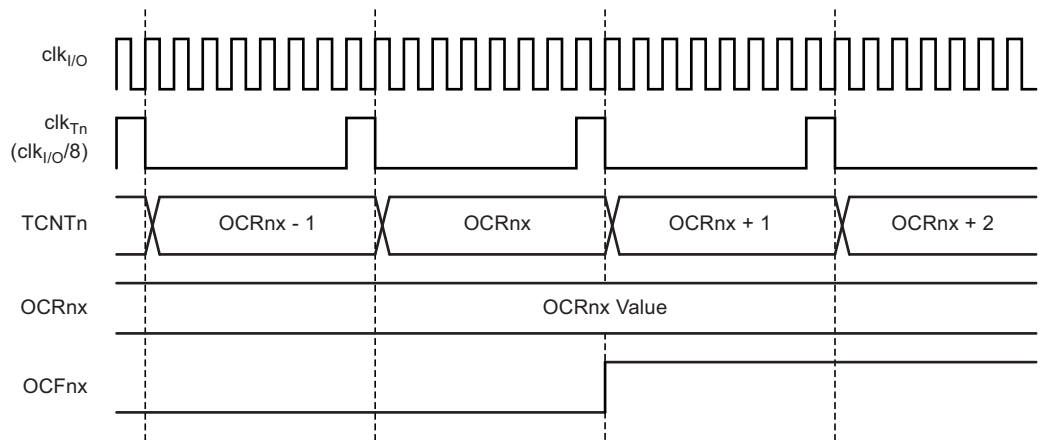 clkI/O
clkTn
(clkI/O/8)
TCNTn OCRnx - 1 OCRnx OCRnx + 1 OCRnx + 2
OCRnx OCRnx Value
OCFnx